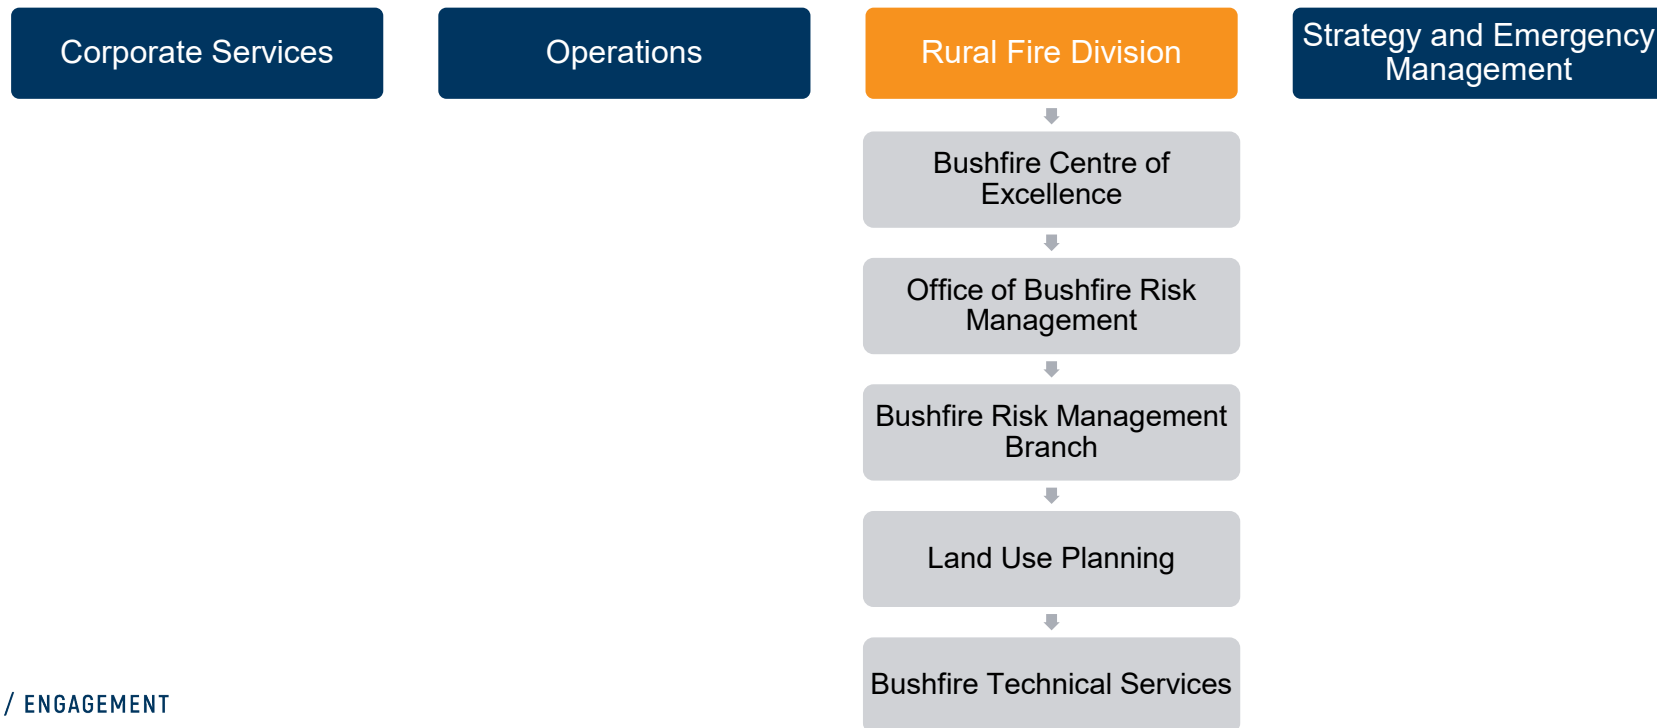 Corporate Services
Operations
Rural Fire Division
Strategy and Emergency
Management
Bushfire Centre of
Excellence
Office of Bushfire Risk
Management
Bushfire Risk Management
Branch
Land Use Planning
Bushfire Technical Services
/ ENGAGEMENT